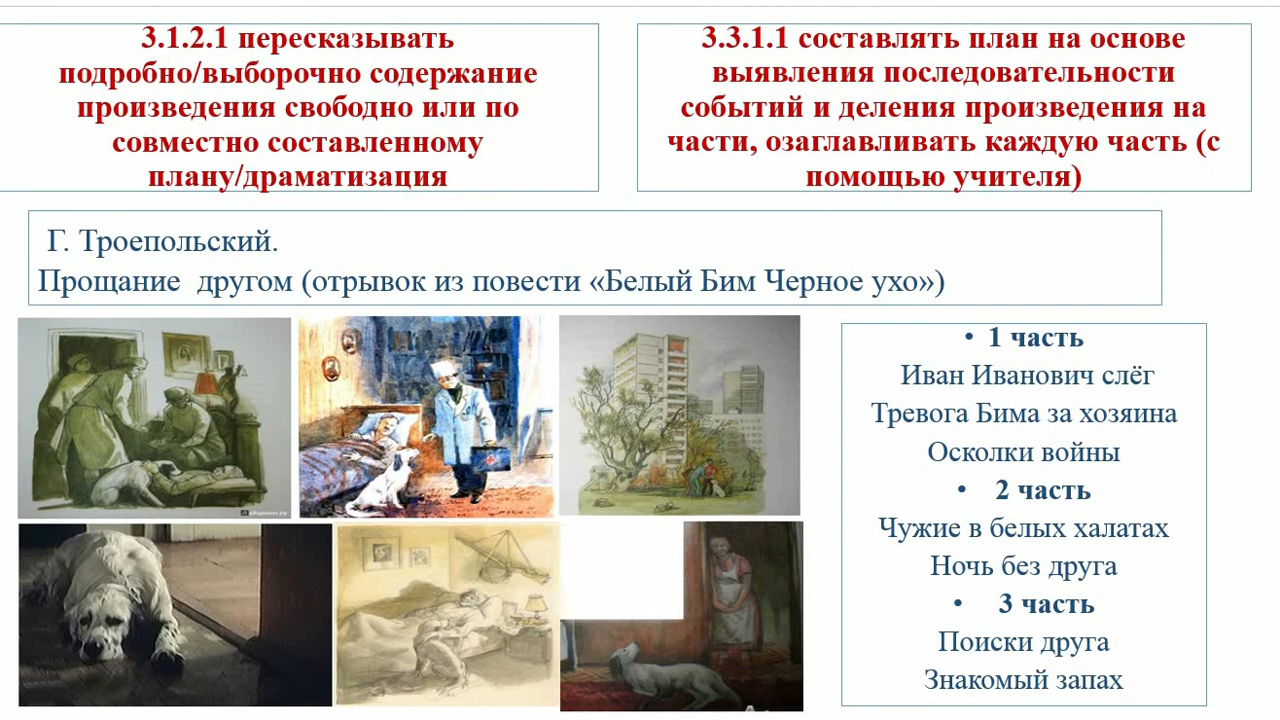 3.1.2.1 пересказывать
подробно/выборочно содержание
произведения свободно или по
совместно составленному
плану/драматизация
3.3.1.1 составлять план на основе
выявления последовательности
событий и деления произведения на
части, озаглавливать каждую часть (с
помощью учителя)
Г. Троепольский.
Прощание другом (отрывок из повести «Белый Бим Черное ухо»)
• 1 часть
Иван Иванович слёг
Тревога Бима за хозяина
Осколки войны
• 2 часть
Чужие в белых халатах
Ночь без друга
• 3 часть
Поиски друга
Знакомый запах